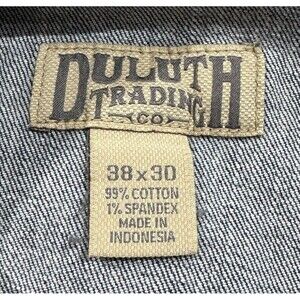 DULUTH
TRADING
CO
38x30
99% COTTON
1% SPANDEX
MADE IN
INDONESIA